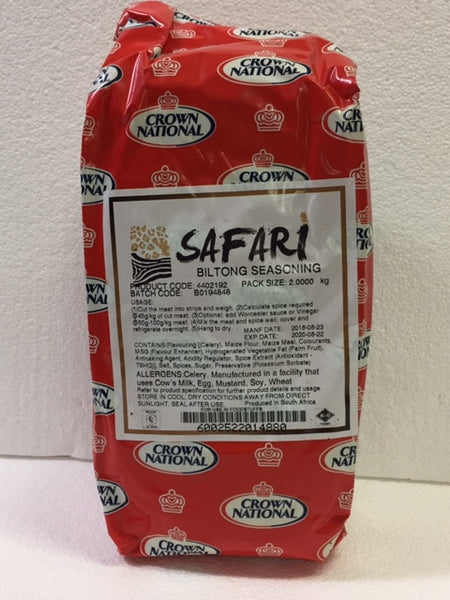 CROWN
NATIONAL
CROWN
NATIONAL
CROWN
NATIONAL
CROWN
SAFARI
BILTONG SEASONING
PRODUCT CODE: 4402192 PACK SIZE: 2.0000 kg
BATCH CODE: B0194848
USAGE:
(1)Cut the meat into strips and weigh. (2)Calculate spice required
@45g/kg of cut meat. (3)Optional: add Worcester sauce or Vinegar
@50g-100g/kg meat. (4)Mix the meat and spice well, cover and
refrigerate overnight. (5)Hang to dry.
MANF DATE 2018-08-23
EXP DATE 2020-08-22
CONTAINS:Flavouring [(Celery), Maize Flour, Maize Meal, Colourants,
MSG (Flavour Enhancer), Hydrogenated Vegetable Fat (Palm Fruit),
Anticaking Agent, Acidity Regulator, Spice Extract (Antioxidant -
TBHQ)], Salt, Spices, Sugar, Preservative (Potassium Sorbate)
ALLERGENS:Celery. Manufactured in a facility that
uses Cow's Milk, Egg, Mustard, Soy, Wheat
Refer to product specification for further product details and usage.
STORE IN COOL, DRY CONDITIONS AWAY FROM DIRECT
SUNLIGHT. SEAL AFTER USE Produced in South Africa
FOR USE IN FOODSTUFFS
6002522014880
CROWN
NATIONAL
CROWN
NATIONAL
CROWN
NATIONAL